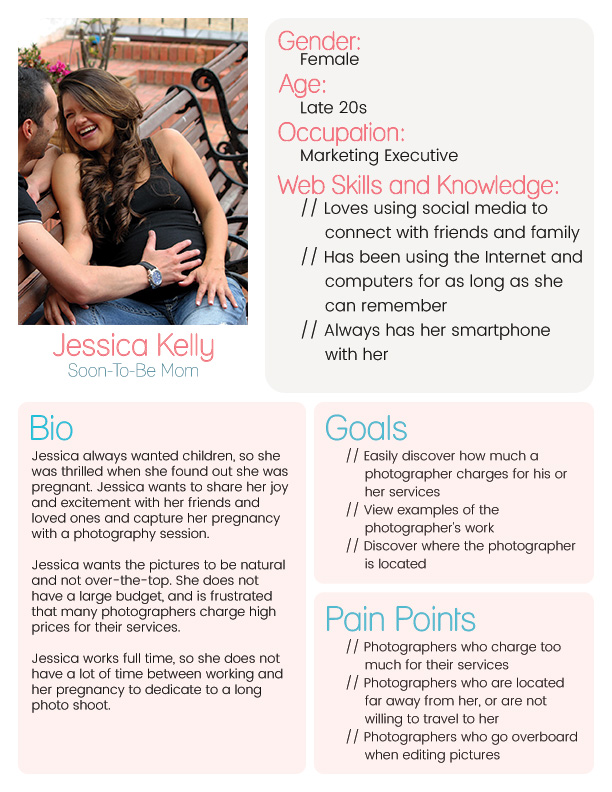 Jessica Kelly
Soon-To-Be Mom
Gender:
Female
Age:
Late 20s
Occupation:
Marketing Executive
Web Skills and Knowledge:
// Loves using social media to
connect with friends and family
// Has been using the Internet and
computers for as long as she
can remember
// Always has her smartphone
with her
Bio
Jessica always wanted children, so she
was thrilled when she found out she was
pregnant. Jessica wants to share her joy
and excitement with her friends and
loved ones and capture her pregnancy
with a photography session.
Jessica wants the pictures to be natural
and not over-the-top. She does not
have a large budget, and is frustrated
that many photographers charge high
prices for their services.
Jessica works full time, so she does not
have a lot of time between working and
her pregnancy to dedicate to a long
photo shoot.
Goals
// Easily discover how much a
photographer charges for his or
her services
// View examples of the
photographer's work
// Discover where the photographer
is located
Pain Points
// Photographers who charge too
much for their services
// Photographers who are located
far away from her, or are not
willing to travel to her
// Photographers who go overboard
when editing pictures